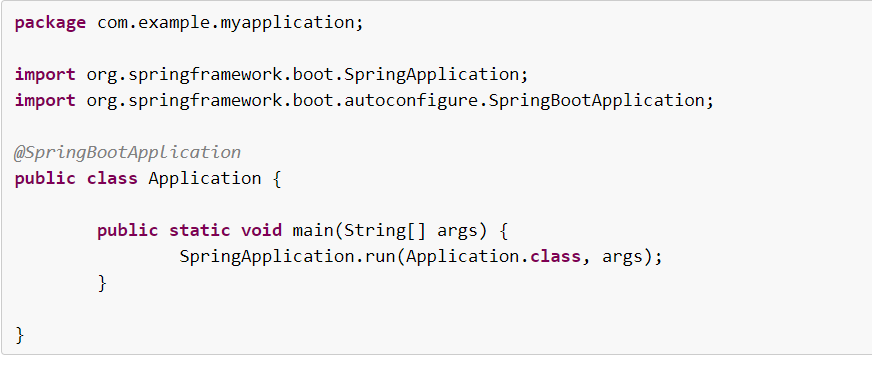 package com.example.myapplication;
import org.springframework.boot.SpringApplication;
import org.springframework.boot.autoconfigure.SpringBootApplication;
@SpringBootApplication
public class Application {
public static void main(String[] args) {
SpringApplication.run(Application.class, args);
}
}